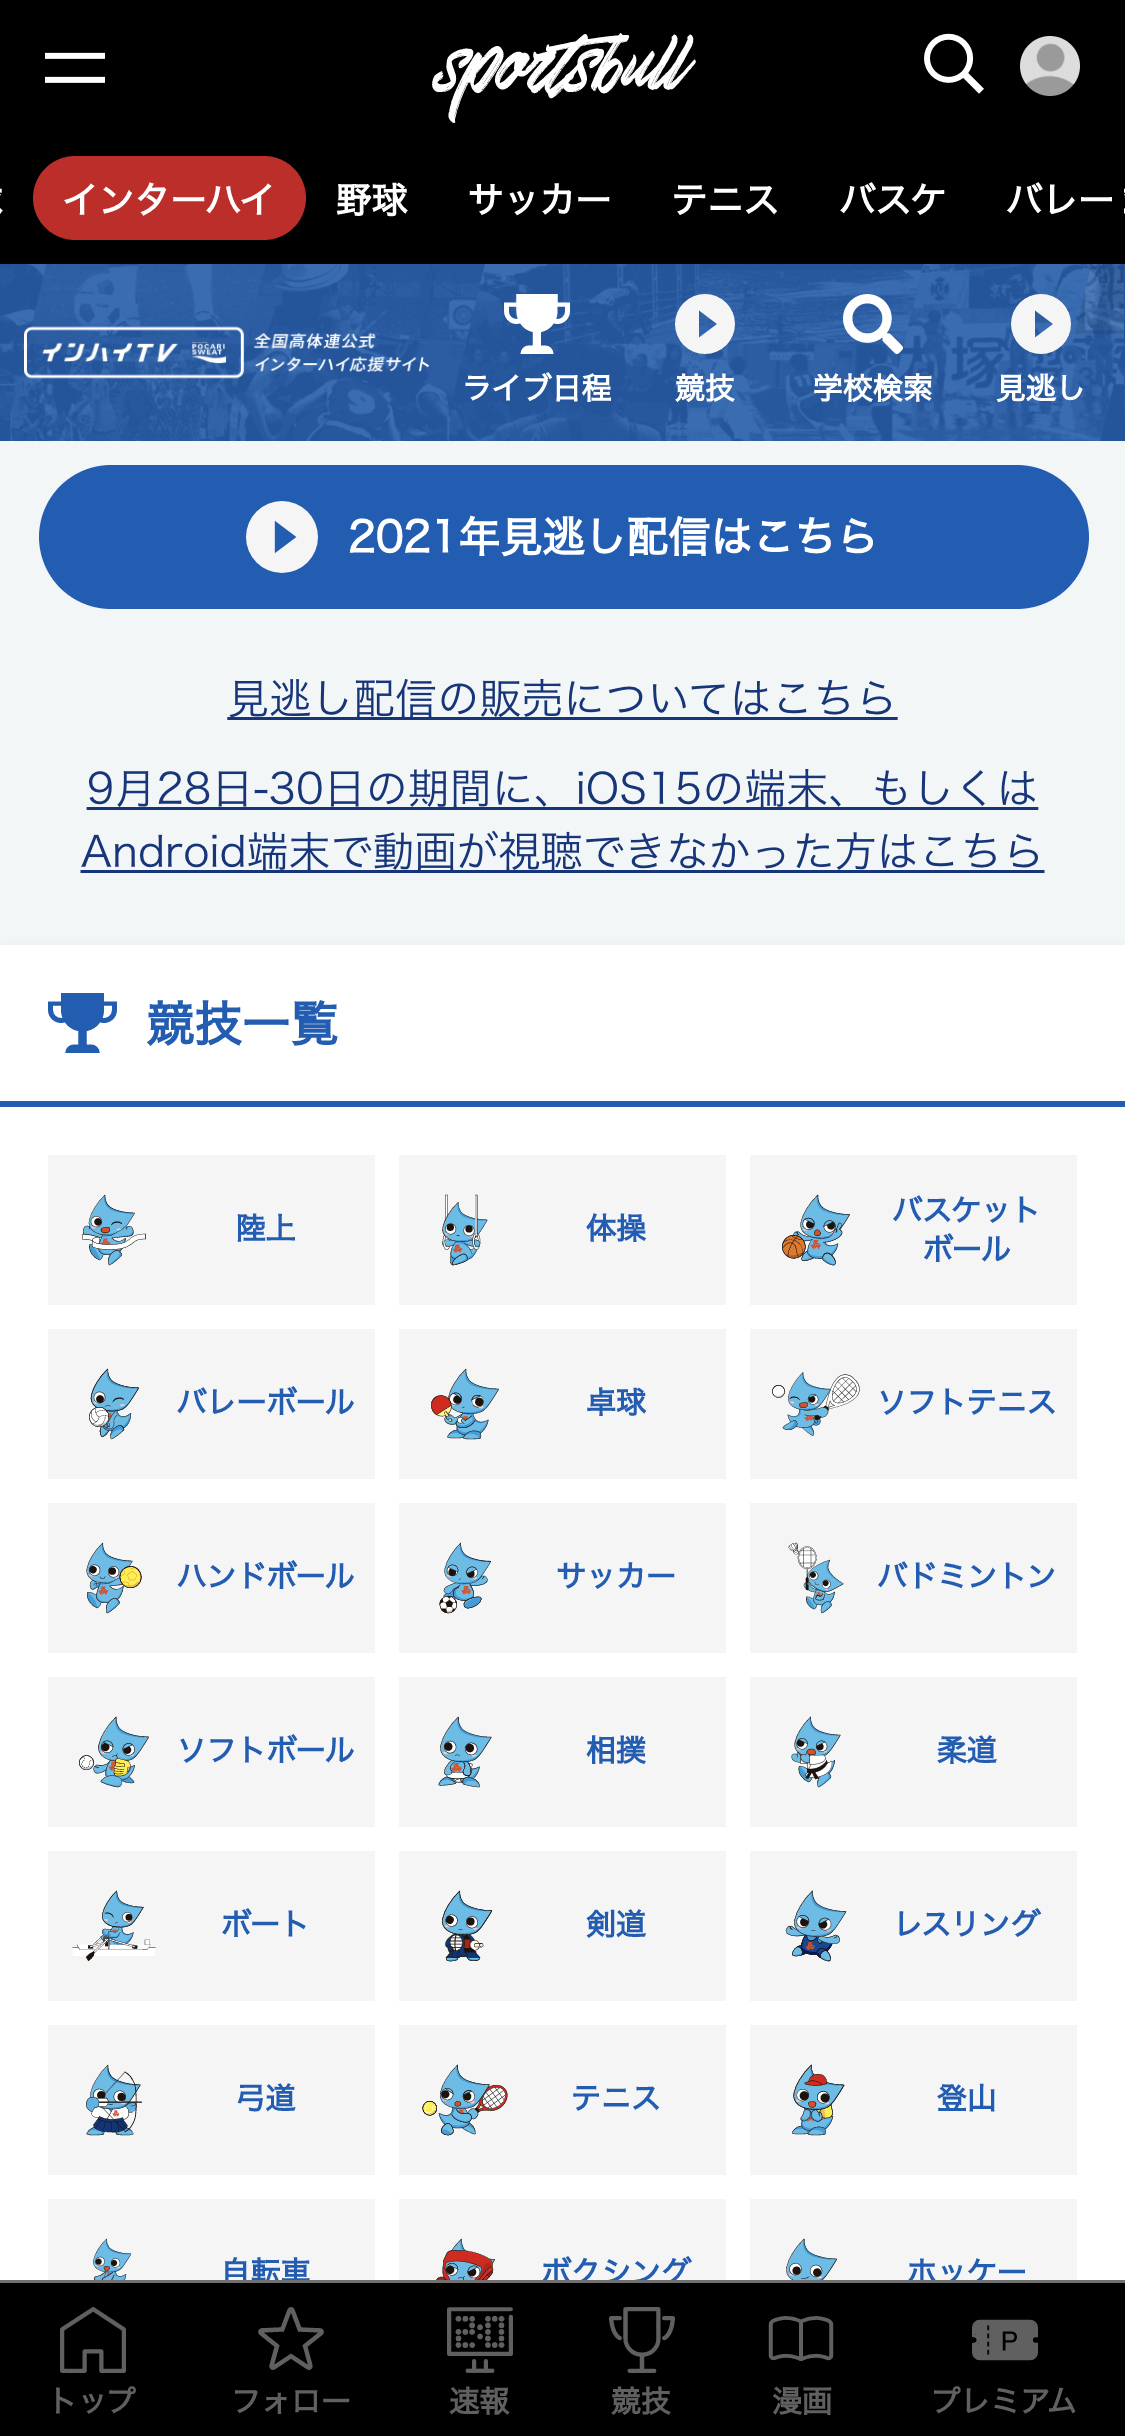 sportsbull
インターハイ 野球 サッカー テニス バスケ バレー
インハイTV POCARI SWEAT
全国高体連公式
インターハイ応援サイト
ライブ日程 競技 学校検索 見逃し
2021年見逃し配信はこちら
見逃し配信の販売についてはこちら
9月28日-30日の期間に、iOS15の端末、もしくは
Android端末で動画が視聴できなかった方はこちら
競技一覧
陸上 体操 バスケット
ボール
バレーボール 卓球 ソフトテニス
ハンドボール サッカー バドミントン
ソフトボール 相撲 柔道
ボート 剣道 レスリング
弓道 テニス 登山
自転車 ボクシング ホッケー
P
トップ フォロー 速報 競技 漫画 プレミアム